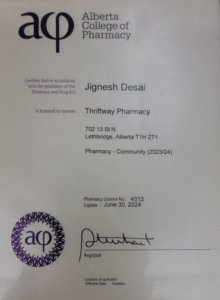 acp
Alberta
College of
Pharmacy
Certifies that in accordance
with the provisions of the
Pharmacy and Drug Act
Jignesh Desai
is licensed to operate
Thriftway Pharmacy
702 13 St N
Lethbridge, Alberta T1H 2T1
Pharmacy - Community (2023/24)
Pharmacy Licence No. 4313
Expires June 30, 2024
acp
Registrar